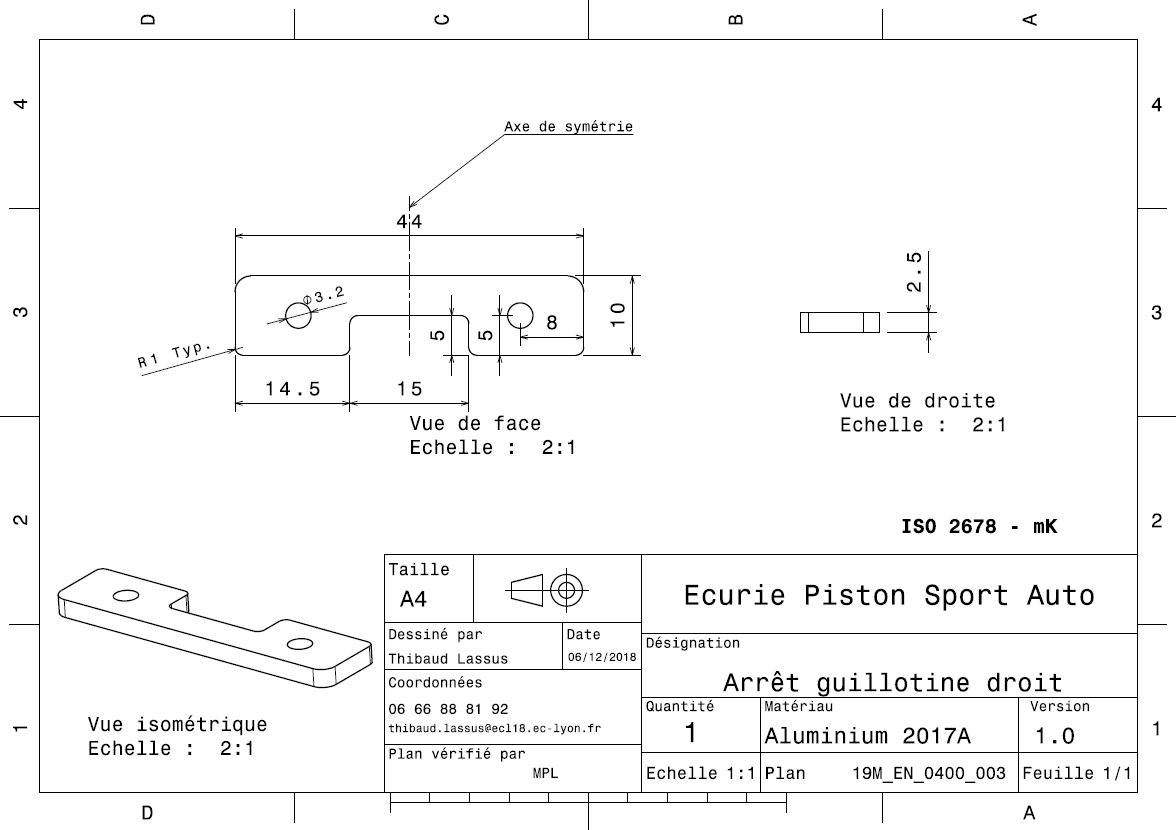 D C B A
4 4
Axe de symétrie
44
2.5
⌀3.2
3 3
8
10
5 5
R1 Typ.
14.5 15
Vue de face
Echelle : 2:1
Vue de droite
Echelle : 2:1
2 2
ISO 2678 - mK
Taille
A4
Ecurie Piston Sport Auto
Dessiné par Date
Thibaud Lassus 06/12/2018
Désignation
Arrêt guillotine droit
Coordonnées
06 66 88 81 92
thibaud.lassus@ecl18.ec-lyon.fr
Quantité Matériau Version
1 Aluminium 2017A 1.0
Plan vérifié par
MPL
Echelle 1:1 Plan 19M_EN_0400_003 Feuille 1/1
Vue isométrique
Echelle : 2:1
1 1
D A